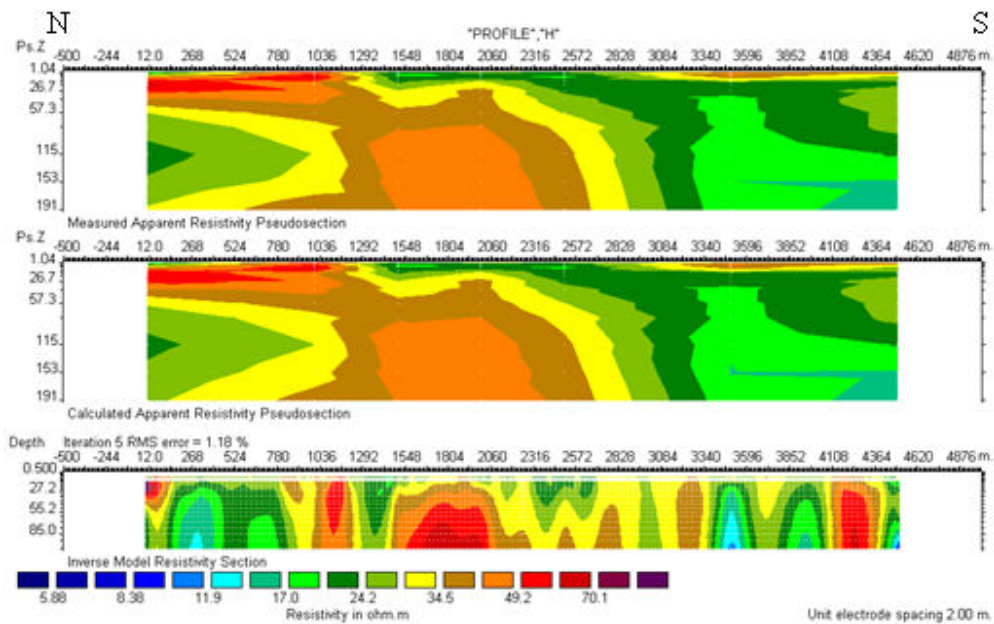 N S
"PROFILE","H"
Ps.Z
-500 -244 12.0 268 524 780 1036 1292 1548 1804 2060 2316 2572 2828 3084 3340 3596 3852 4108 4364 4620 4876 m.
1.04
26.7
57.3
115
153
191
Measured Apparent Resistivity Pseudosection
Ps.Z
-500 -244 12.0 268 524 780 1036 1292 1548 1804 2060 2316 2572 2828 3084 3340 3596 3852 4108 4364 4620 4876 m.
1.04
26.7
57.3
115
153
191
Calculated Apparent Resistivity Pseudosection
Depth Iteration 5 RMS error = 1.18 %
-500 -244 12.0 268 524 780 1036 1292 1548 1804 2060 2316 2572 2828 3084 3340 3596 3852 4108 4364 4620 4876 m.
0.500
27.2
55.2
85.0
Inverse Model Resistivity Section
5.88 8.38 11.9 17.0 24.2 34.5 49.2 70.1
Resistivity in ohm.m Unit electrode spacing 2.00 m.